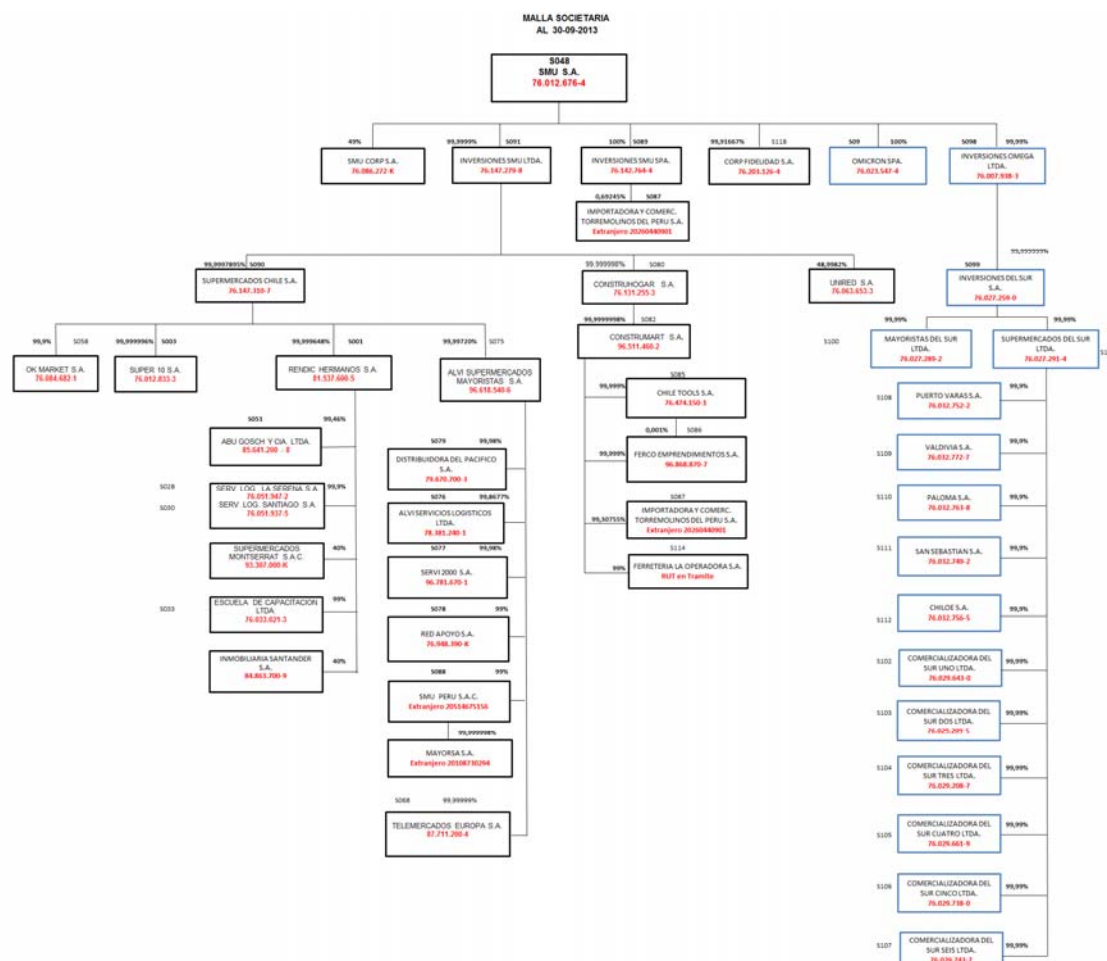 MALLA SOCIETARIA
AL 30-09-2013
S048
SMU S.A.
76.012.676-4
49%
SMU CORP S.A.
76.086.272-K
99,9999% S091
INVERSIONES SMU LTDA.
76.147.279-8
100% S089
INVERSIONES SMU SPA.
76.142.764-4
99,91667% S118
CORP FIDELIDAD S.A.
76.203.126-4
S09 100%
OMICRON SPA.
76.023.547-4
S098 99,99%
INVERSIONES OMEGA
LTDA.
76.007.938-3
0,69245% S087
IMPORTADORA Y COMERC.
TORREMOLINOS DEL PERU S.A.
Extranjero 20260440901
99,9997895% S090
SUPERMERCADOS CHILE S.A.
76.147.310-7
99.999998% S080
CONSTRUHOGAR S.A.
76.131.255-3
48,9982%
UNIRED S.A.
76.063.653-3
99,999999%
S099
INVERSIONES DEL SUR
S.A.
76.027.259-0
99,9% S058
OK MARKET S.A.
76.084.682-1
99,999996% S003
SUPER 10 S.A.
76.012.833-3
99,999648% S001
RENDIC HERMANOS S.A.
81.537.600-5
99,99720% S075
ALVI SUPERMERCADOS
MAYORISTAS S.A.
96.618.540-6
99,9999998% S082
CONSTRUMART S.A.
96.511.460-2
99,99%
S100
MAYORISTAS DEL SUR
LTDA.
76.027.289-2
99,99%
SUPERMERCADOS DEL SUR
LTDA.
76.027.291-4
S051 99,46%
ABU GOSCH Y CIA. LTDA.
85.641.200 - 8
S028 99,9%
SERV. LOG. LA SERENA S.A.
76.051.947-2
S030
SERV. LOG. SANTIAGO S.A.
76.051.937-5
40%
SUPERMERCADOS
MONTSERRAT S.A.C.
93.307.000-K
S033 99%
ESCUELA DE CAPACITACION
LTDA
76.033.021-3
40%
INMOBILIARIA SANTANDER
S.A.
84.863.700-9
S079 99,98%
DISTRIBUIDORA DEL PACIFICO
S.A.
79.670.700-3
S076 99,8677%
ALVI SERVICIOS LOGISTICOS
LTDA.
78.381.240-1
S077 99,98%
SERVI 2000 S.A.
96.781.670-1
S078 99%
RED APOYO S.A.
76.948.390-K
S088 99%
SMU PERU S.A.C.
Extranjero 20514675156
99,999998%
MAYORSA S.A.
Extranjero 20108730294
S068 99,99999%
TELEMERCADOS EUROPA S.A.
87.711.200-4
99,999% S085
CHILE TOOLS S.A.
76.474.150-1
0,001% S086
99,999%
FERCO EMPRENDIMIENTOS S.A.
96.868.870-7
S087
99,30755%
IMPORTADORA Y COMERC.
TORREMOLINOS DEL PERU S.A.
Extranjero 20260440901
S114
99%
FERRETERIA LA OPERADORA S.A.
RUT en Tramite
S108 99,9%
PUERTO VARAS S.A.
76.012.752-2
S109 99,9%
VALDIVIA S.A.
76.012.772-7
S110 99,9%
PALOMA S.A.
76.012.761-8
S111 99,9%
SAN SEBASTIAN S.A.
76.012.749-2
S112 99,9%
CHILOE S.A.
76.012.756-5
S102 99,99%
COMERCIALIZADORA DEL
SUR UNO LTDA.
76.029.643-0
S103 99,99%
COMERCIALIZADORA DEL
SUR DOS LTDA.
76.029.209-5
S104 99,99%
COMERCIALIZADORA DEL
SUR TRES LTDA.
76.029.208-7
S105 99,99%
COMERCIALIZADORA DEL
SUR CUATRO LTDA.
76.029.661-9
S106 99,99%
COMERCIALIZADORA DEL
SUR CINCO LTDA.
76.029.738-0
S107 99,99%
COMERCIALIZADORA DEL
SUR SEIS LTDA.